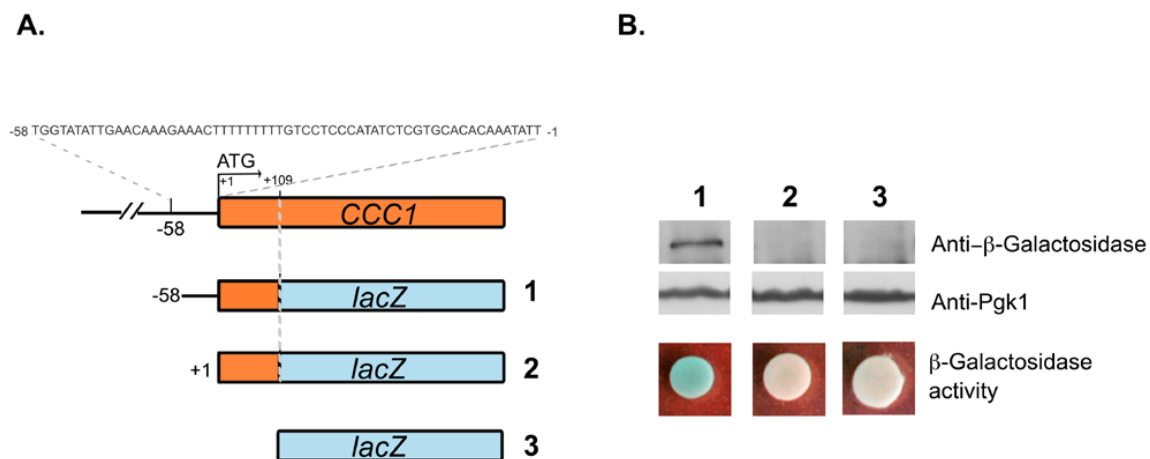 A.
-58 TGGTATATTGAACAAAGAAACTTTTTTTTTGTCCTCCCATATCTCGTGCACACAAATATT -1
ATG
+1
+109
CCC1
-58
-58
lacZ
1
+1
lacZ
2
lacZ
3
B.
1 2 3
Anti–β-Galactosidase
Anti-Pgk1
β-Galactosidase
activity